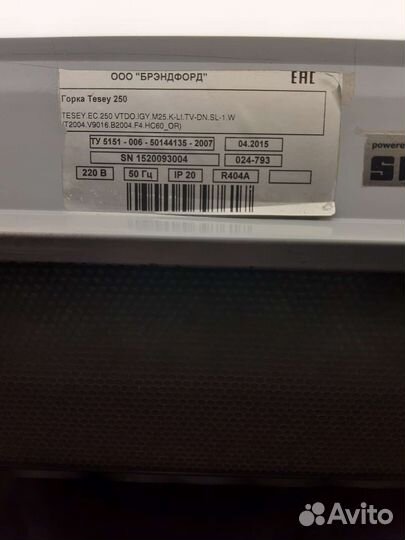 ООО "БРЭНДФОРД" EAC
Горка Tesey 250
TESEY.EC.250.VTDO.IGY.M25.K-LI.TV-DN.SL-1.W
/T2004.V9016.B2004.F4.HC60_OR)
ТУ 5151 - 006 - 50144135 - 2007 04.2015
SN 1520093004 024-793
220 В 50 Гц IP 20 R404A
powere
Avito